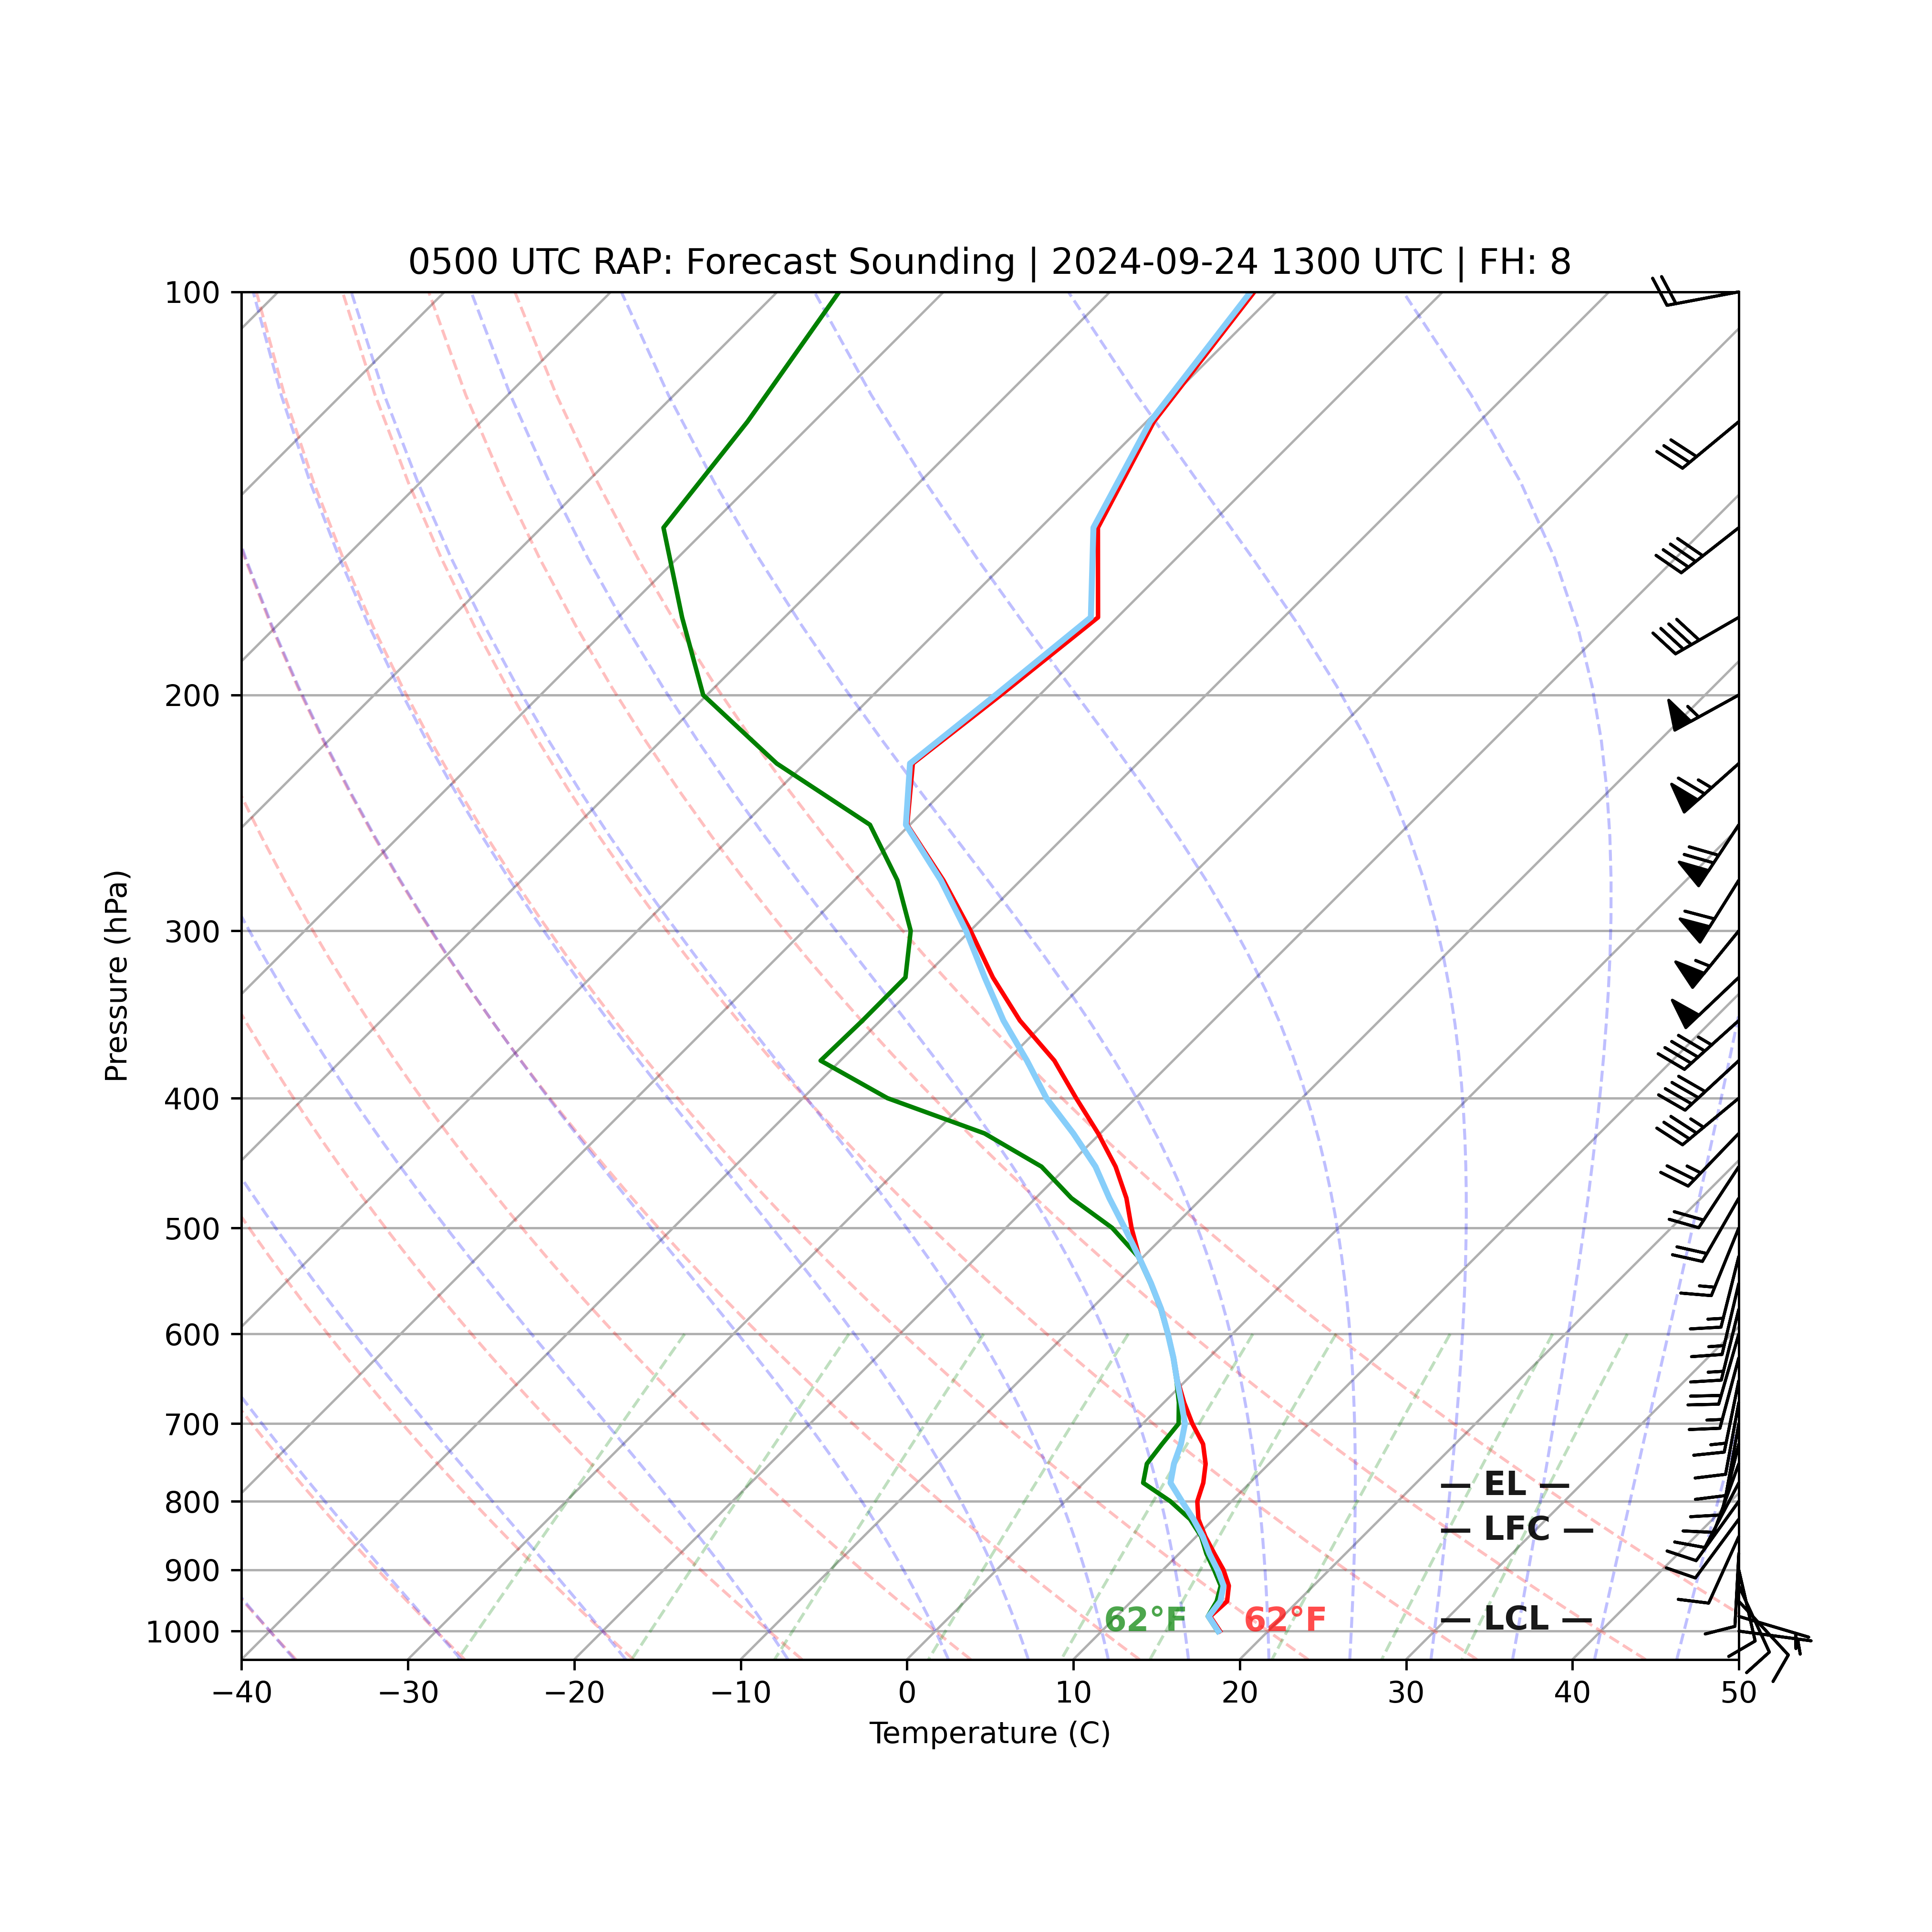 0500 UTC RAP: Forecast Sounding | 2024-09-24 1300 UTC | FH: 8
100
200
300
400
500
600
700
800
900
1000
Pressure (hPa)
— EL —
— LFC —
— LCL —
62°F 62°F
−40 −30 −20 −10 0 10 20 30 40 50
Temperature (C)